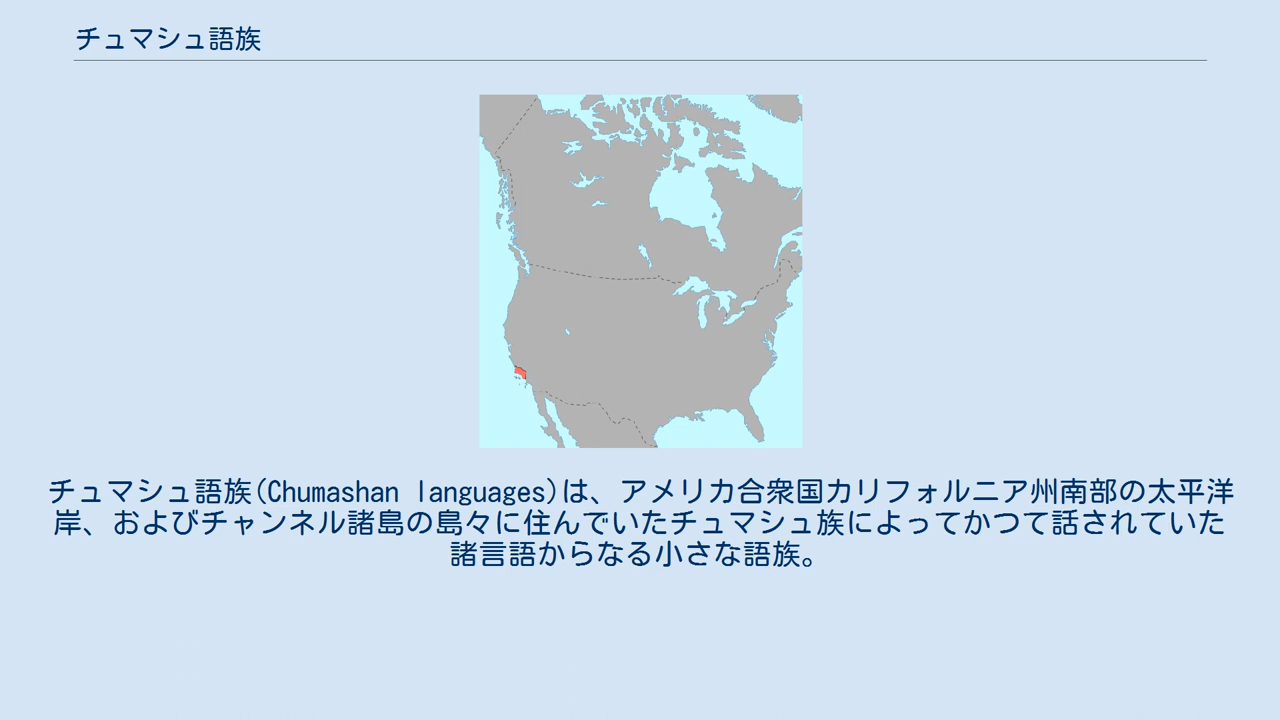 チュマシュ語族
チュマシュ語族(Chumashan languages)は、アメリカ合衆国カリフォルニア州南部の太平洋
岸、およびチャンネル諸島の島々に住んでいたチュマシュ族によってかつて話されていた
諸言語からなる小さな語族。